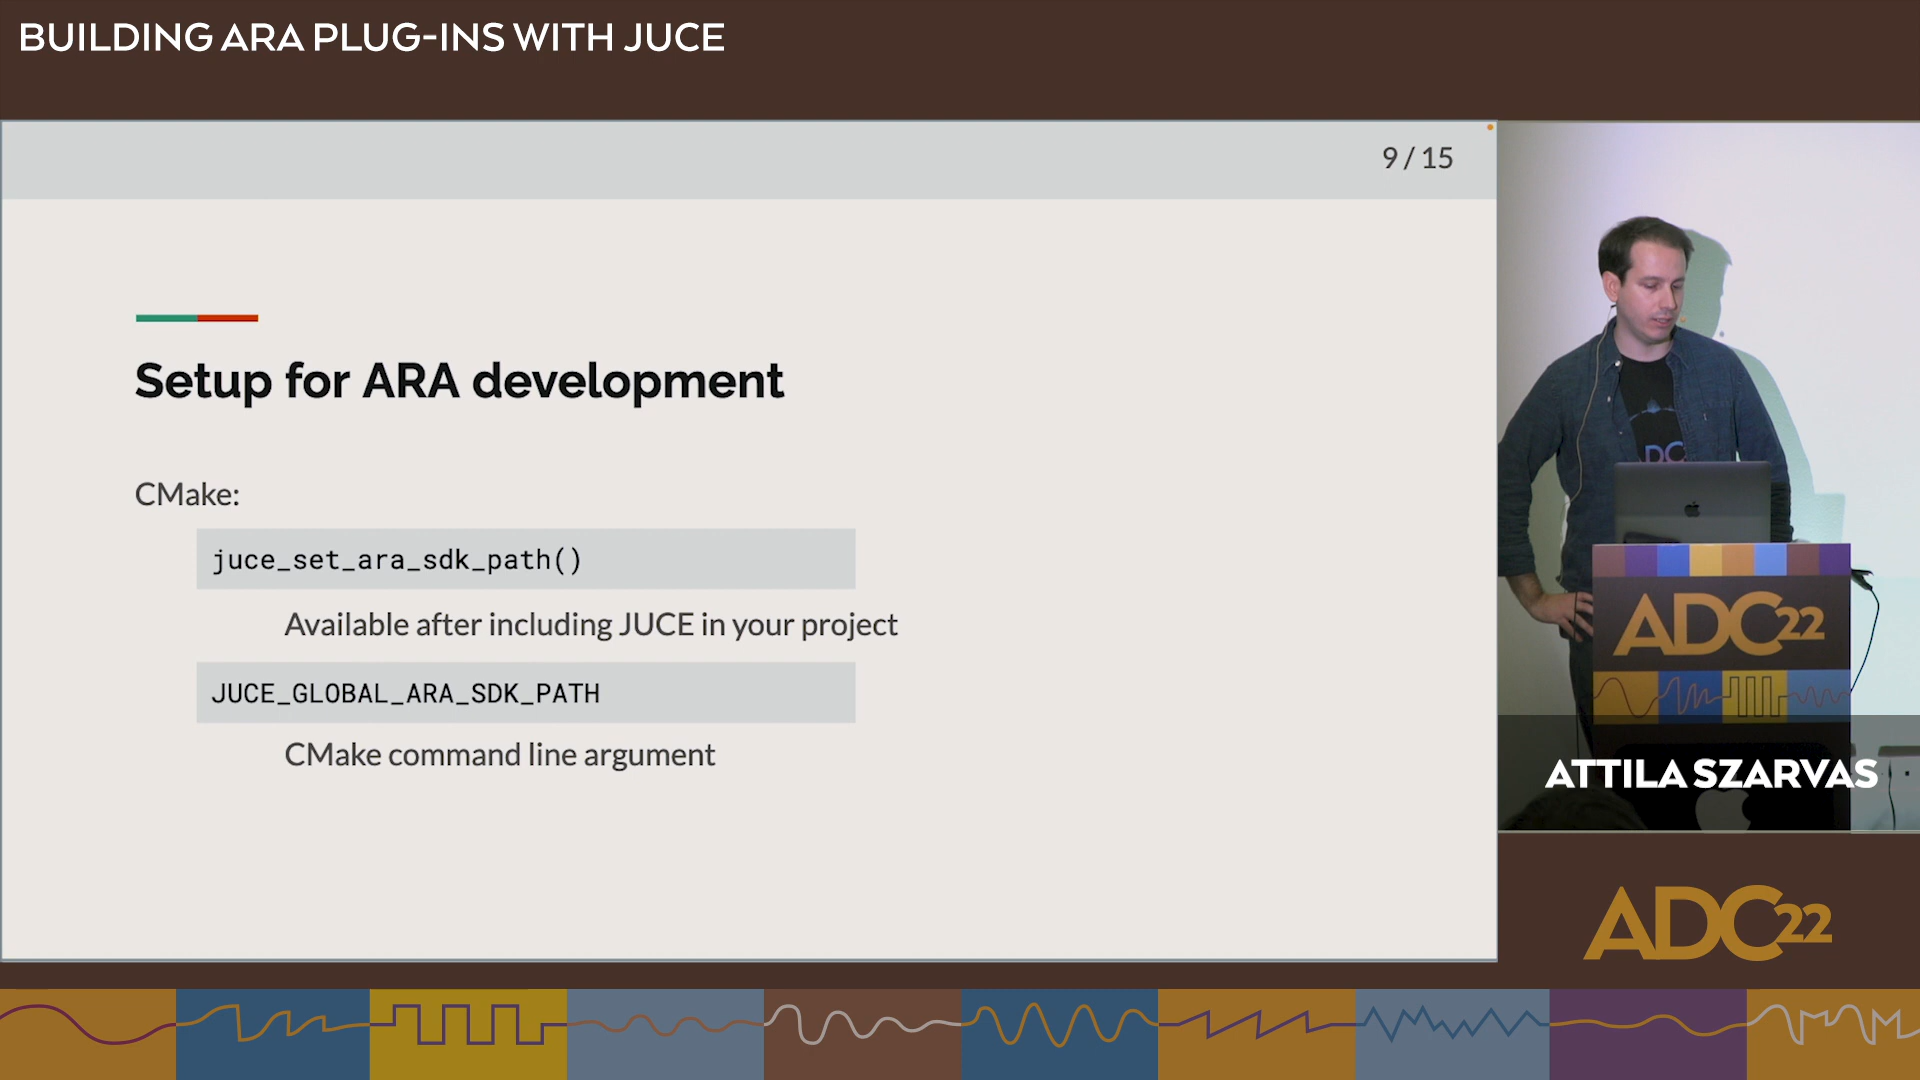 BUILDING ARA PLUG-INS WITH JUCE
9 / 15
Setup for ARA development
CMake:
juce_set_ara_sdk_path()
Available after including JUCE in your project
JUCE_GLOBAL_ARA_SDK_PATH
CMake command line argument
DC
ADC22
ATTILA SZARVAS
ADC22